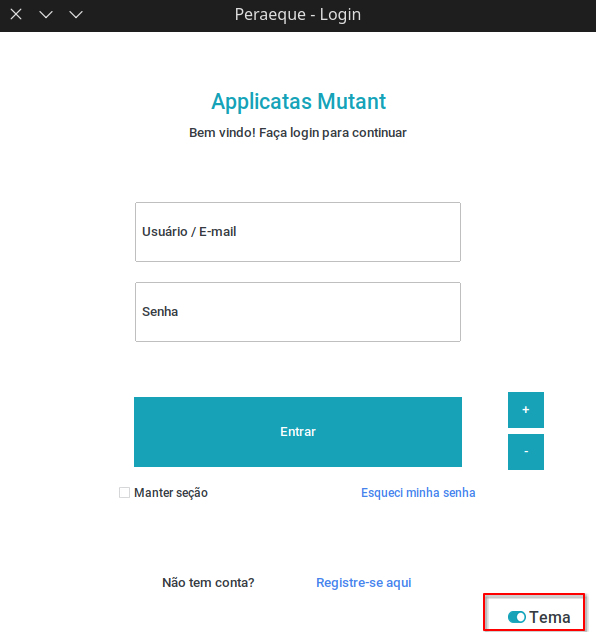 Peraeque - Login
Applicatas Mutant
Bem vindo! Faça login para continuar
Usuário / E-mail
Senha
Entrar
+
-
Manter seção
Esqueci minha senha
Não tem conta?
Registre-se aqui
Tema